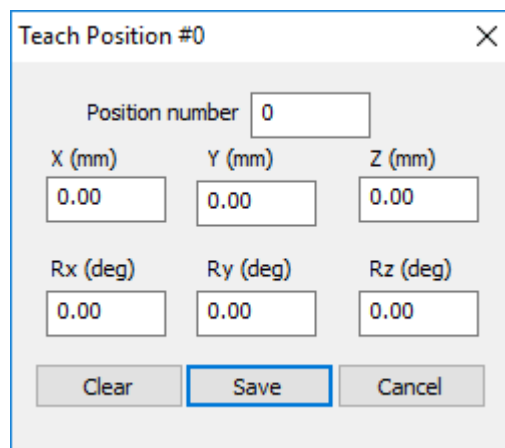 Teach Position #0
Position number 0
X (mm) Y (mm) Z (mm)
0.00 0.00 0.00
Rx (deg) Ry (deg) Rz (deg)
0.00 0.00 0.00
Clear Save Cancel